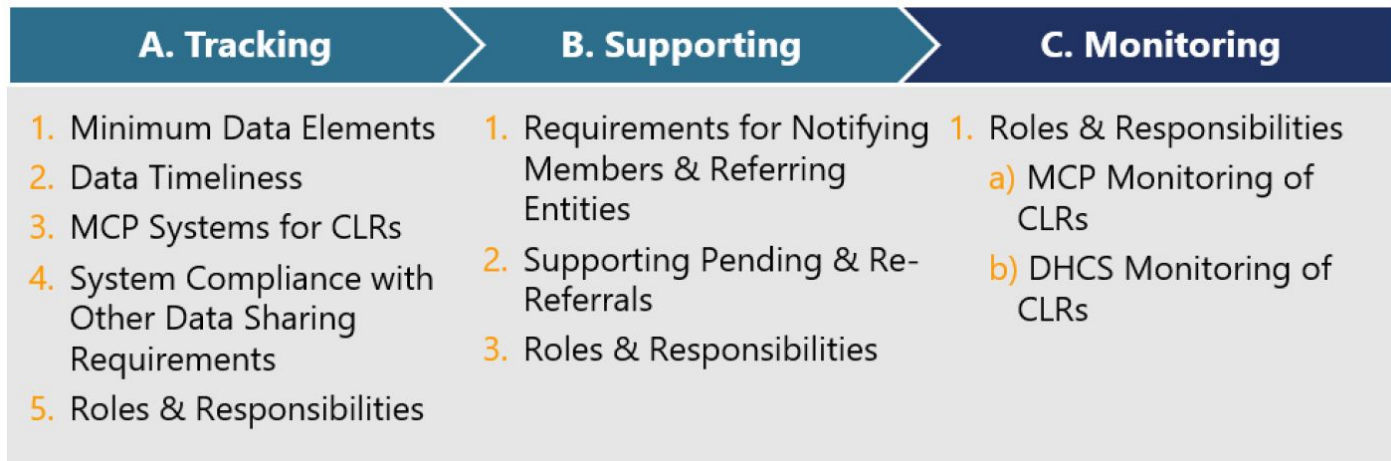 A. Tracking
B. Supporting
C. Monitoring
1. Minimum Data Elements
2. Data Timeliness
3. MCP Systems for CLRs
4. System Compliance with
Other Data Sharing
Requirements
5. Roles & Responsibilities
1. Requirements for Notifying
Members & Referring
Entities
2. Supporting Pending & Re-
Referrals
3. Roles & Responsibilities
1. Roles & Responsibilities
a) MCP Monitoring of
CLRs
b) DHCS Monitoring of
CLRs